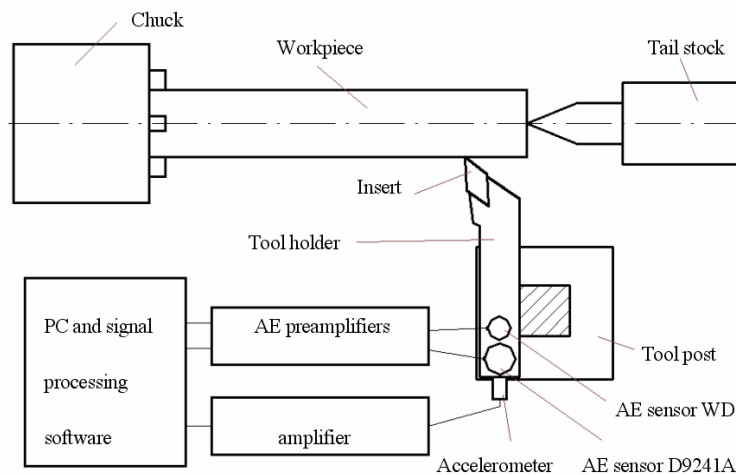 Chuck
Workpiece
Tail stock
Insert
Tool holder
PC and signal
processing
software
AE preamplifiers
amplifier
Tool post
AE sensor WD
Accelerometer
AE sensor D9241A